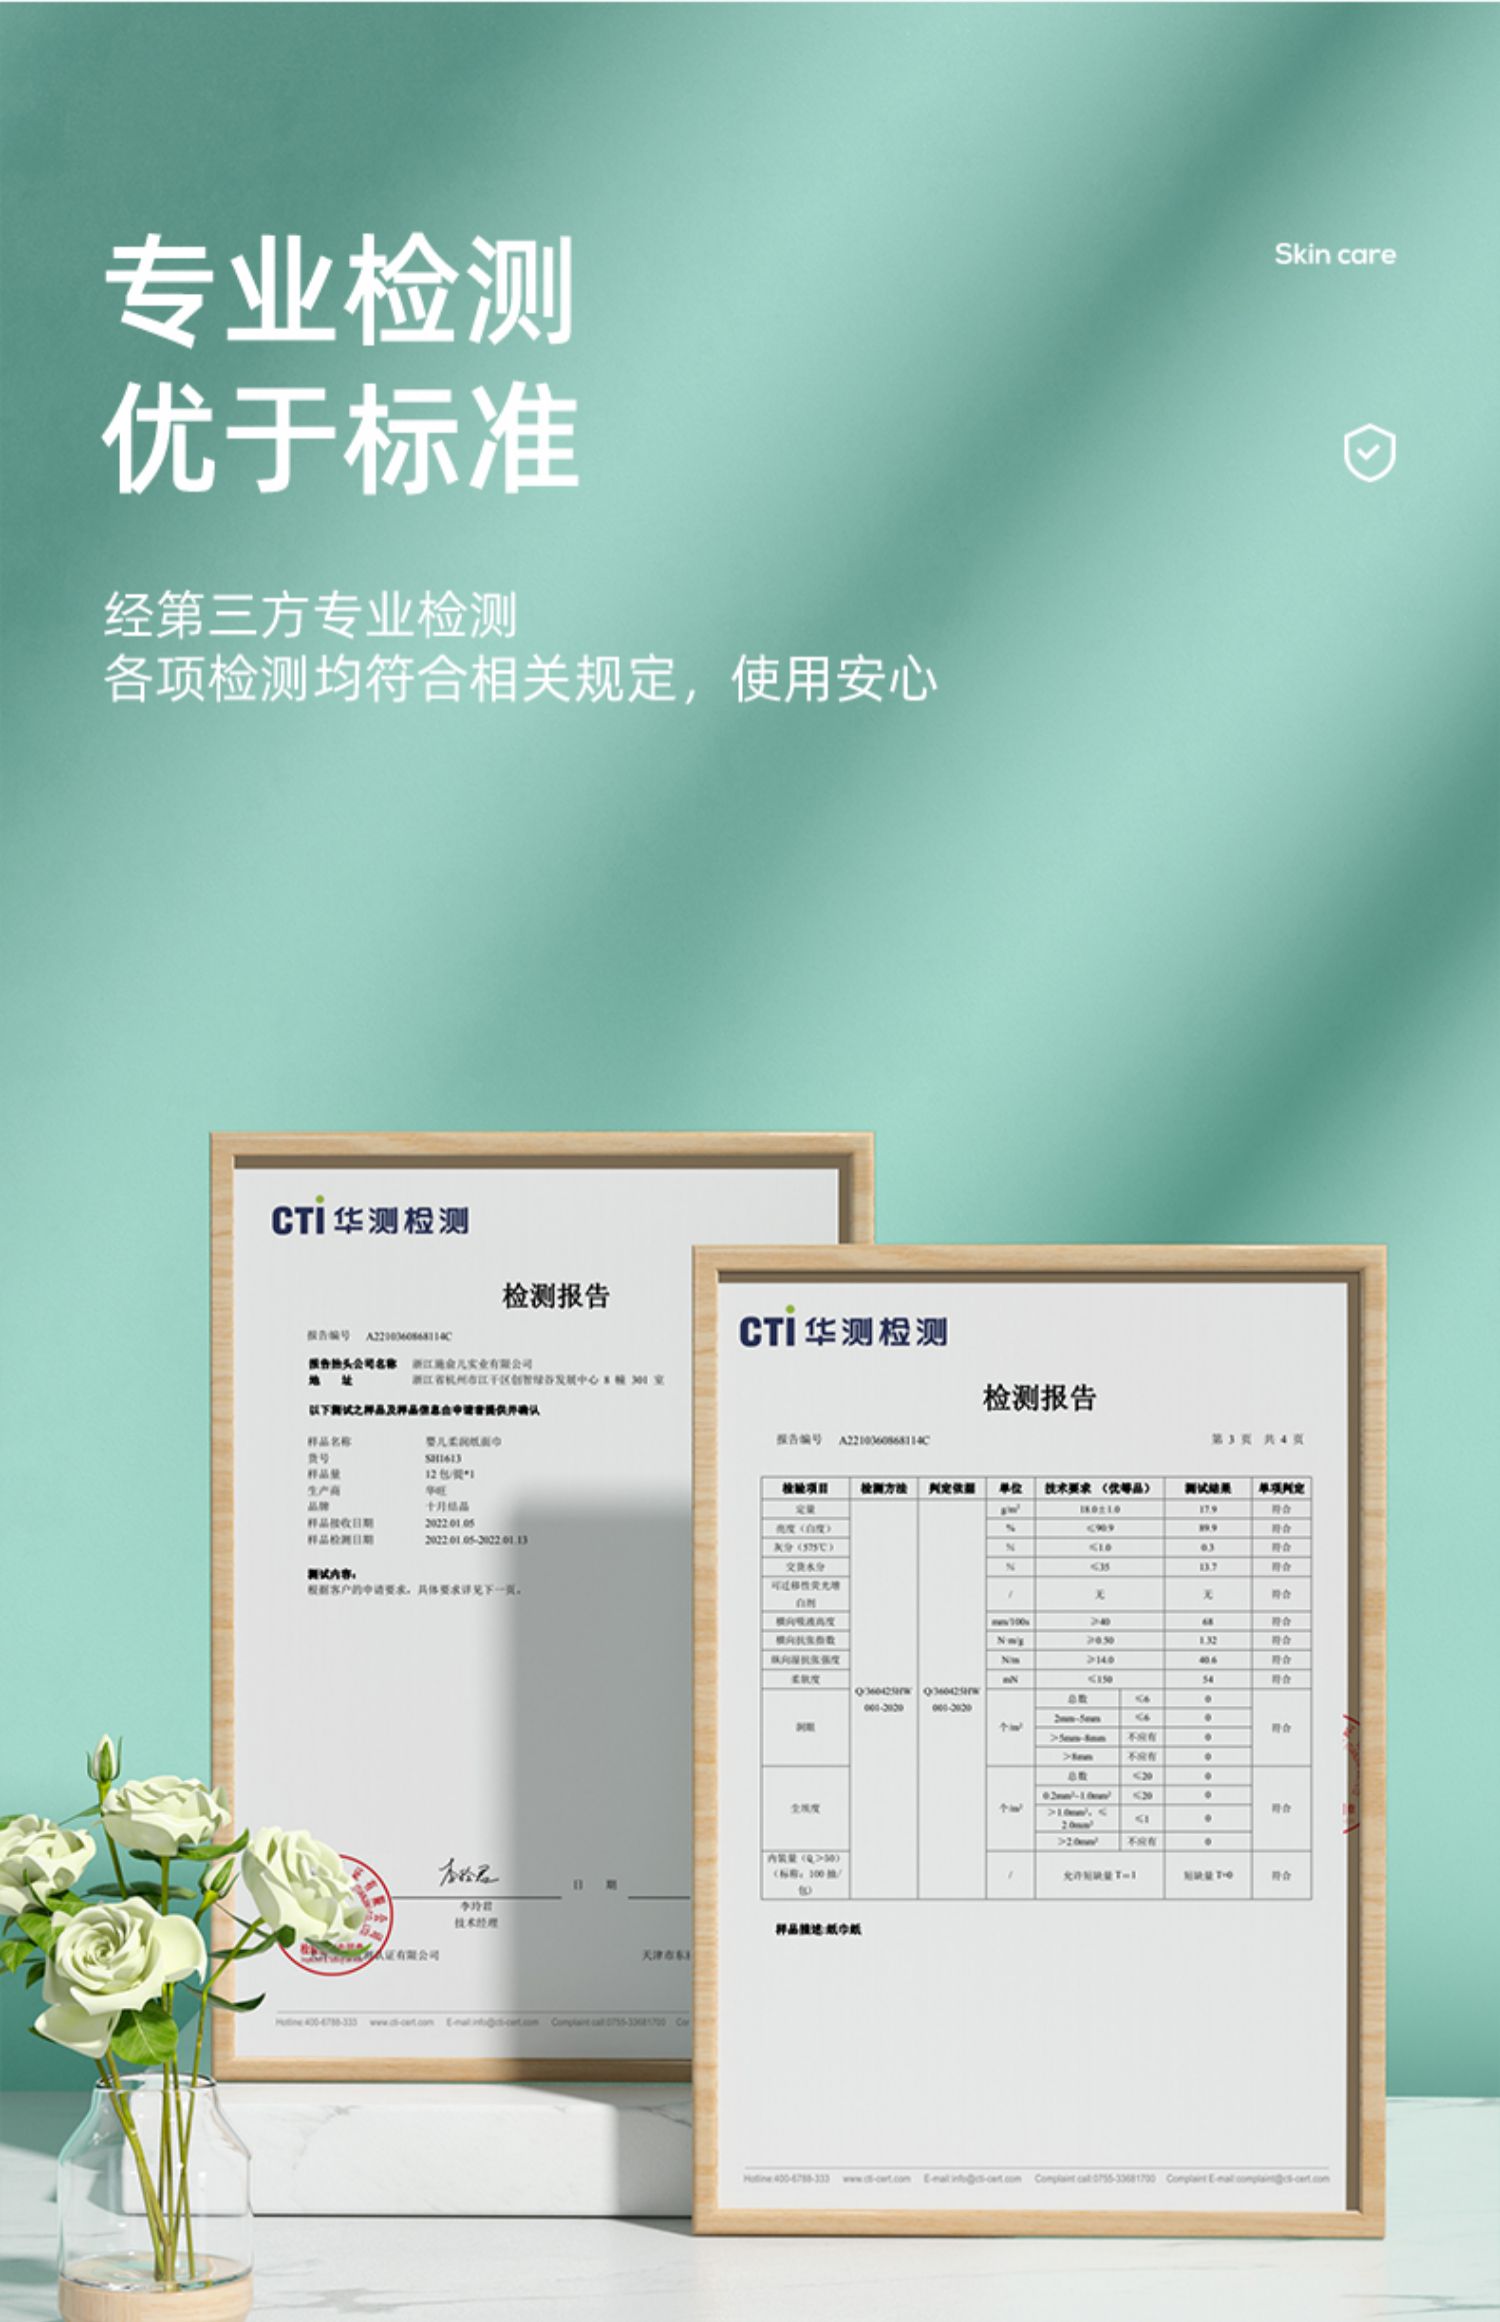 专业检测
优于标准
Skin care
经第三方专业检测
各项检测均符合相关规定，使用安心
CTi 华测检测
检测报告
报告编号 A2210360868114C
报告抬头公司名称 浙江施俞儿实业有限公司
地 址 浙江省杭州市江干区创智绿谷发展中心 8 幢 301 室
以下测试之样品及样品信息由申请者提供并确认
样品名称 婴儿柔润纸面巾
货号 SH1613
样品量 12 包/提*1
生产商 华旺
品牌 十月结晶
样品接收日期 2022.01.05
样品检测日期 2022.01.05-2022.01.13
测试内容：
根据客户的申请要求，具体要求详见下一页。
日 期
李玲君
技术经理
认证有限公司
天津市东
Hotline:400-6788-333 www.cti-cert.com E-mail:info@cti-cert.com Complaint call:0755-33681700
CTi 华测检测
检测报告
报告编号 A2210360868114C 第 3 页 共 4 页
检验项目 检测方法 判定依据 单位 技术要求 （优等品） 测试结果 单项判定
定量 g/m² 18.0±1.0 17.9 符合
亮度（白度） % ≤90.9 89.9 符合
灰分（575℃） % ≤1.0 0.3 符合
交货水分 % ≤35 13.7 符合
可迁移性荧光增白剂 / 无 无 符合
横向吸液高度 mm/100s ≥40 68 符合
横向抗张指数 N·m/g ≥0.50 1.32 符合
纵向湿抗张强度 N/m ≥14.0 40.6 符合
柔软度 mN ≤150 54 符合
Q/360425HW 001-2020 Q/360425HW 001-2020
洞眼 个/m² 总数 ≤6 0 符合
2mm~5mm ≤6 0
＞5mm~8mm 不应有 0
＞8mm 不应有 0
尘埃度 个/m² 总数 ≤20 0 符合
0.2mm²~1.0mm² ≤20 0
＞1.0mm²，≤2.0mm² ≤1 0
＞2.0mm² 不应有 0
（标称：100 抽/包） / 允许短缺量 T=1 短缺量 T=0 符合
样品描述:纸巾纸
Hotline:400-6788-333 www.cti-cert.com E-mail:info@cti-cert.com Complaint call:0755-33681700 Complaint E-mail:complaint@cti-cert.com